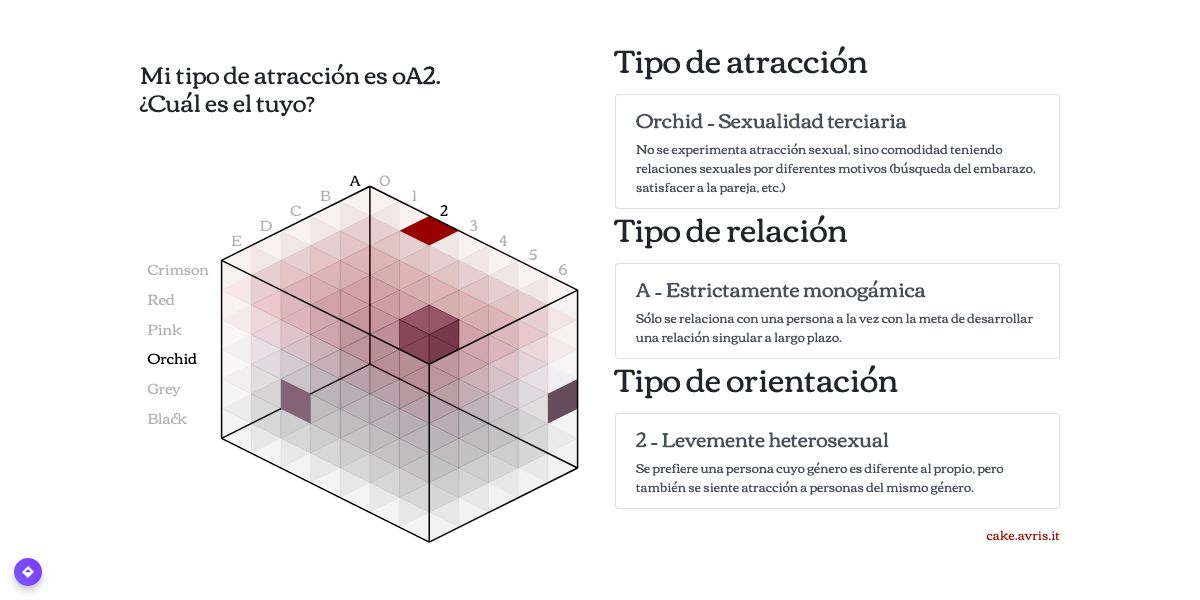 Mi tipo de atracción es oA2.
¿Cuál es el tuyo?
A
O
B
1
C
2
D
3
E
4
5
6
Crimson
Red
Pink
Orchid
Grey
Black
Tipo de atracción
Orchid - Sexualidad terciaria
No se experimenta atracción sexual, sino comodidad teniendo
relaciones sexuales por diferentes motivos (búsqueda del embarazo,
satisfacer a la pareja, etc.)
Tipo de relación
A - Estrictamente monogámica
Sólo se relaciona con una persona a la vez con la meta de desarrollar
una relación singular a largo plazo.
Tipo de orientación
2 - Levemente heterosexual
Se prefiere una persona cuyo género es diferente al propio, pero
también se siente atracción a personas del mismo género.
cake.avris.it